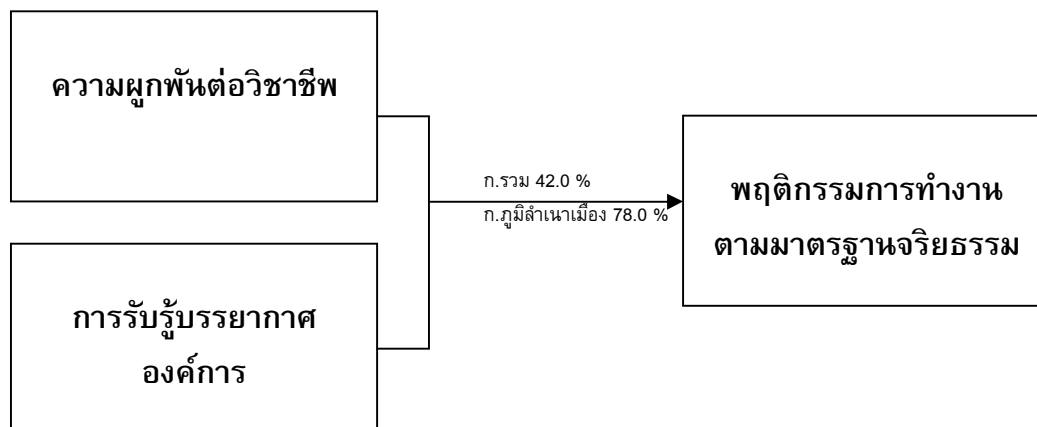 ความผูกพันต่อวิชาชีพ
ก.รวม 42.0 %
ก.ภูมิลำเนาเมือง 78.0 %
พฤติกรรมการทำงาน
ตามมาตรฐานจริยธรรม
การรับรู้บรรยากาศ
องค์การ